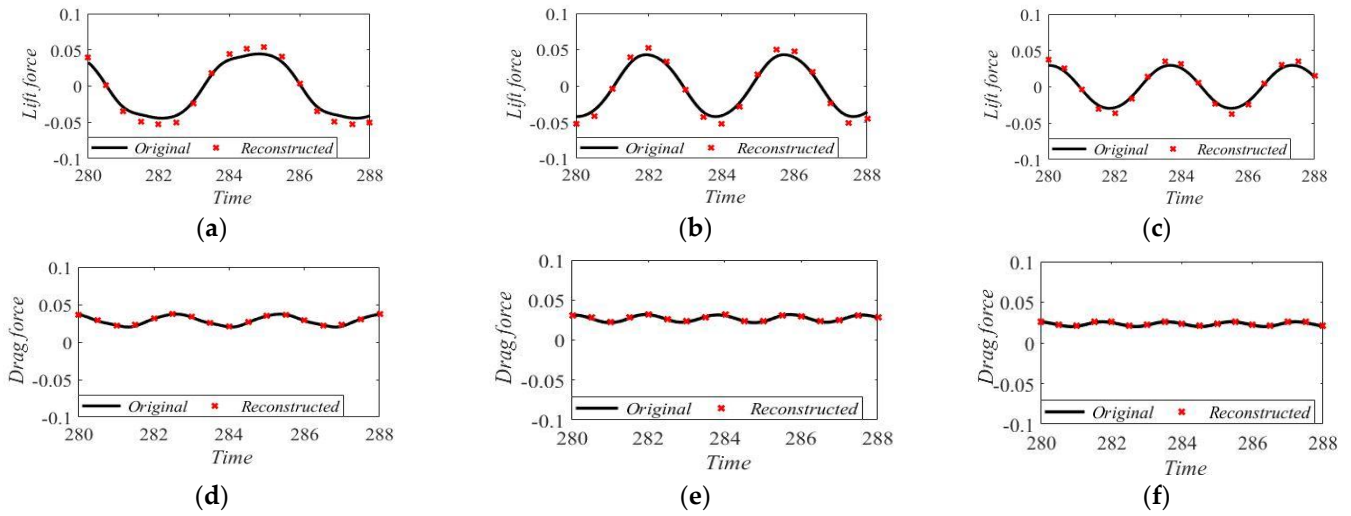 0.1
0.05
0
-0.05
-0.1
Lift force
Original × Reconstructed
280 282 284 286 288
Time
(a)
0.1
0.05
0
-0.05
-0.1
Lift force
Original × Reconstructed
280 282 284 286 288
Time
(b)
0.1
0.05
0
-0.05
-0.1
Lift force
Original × Reconstructed
280 282 284 286 288
Time
(c)
0.1
0.05
0
-0.05
-0.1
Drag force
Original × Reconstructed
280 282 284 286 288
Time
(d)
0.1
0.05
0
-0.05
-0.1
Drag force
Original × Reconstructed
280 282 284 286 288
Time
(e)
0.1
0.05
0
-0.05
-0.1
Drag force
Original × Reconstructed
280 282 284 286 288
Time
(f)